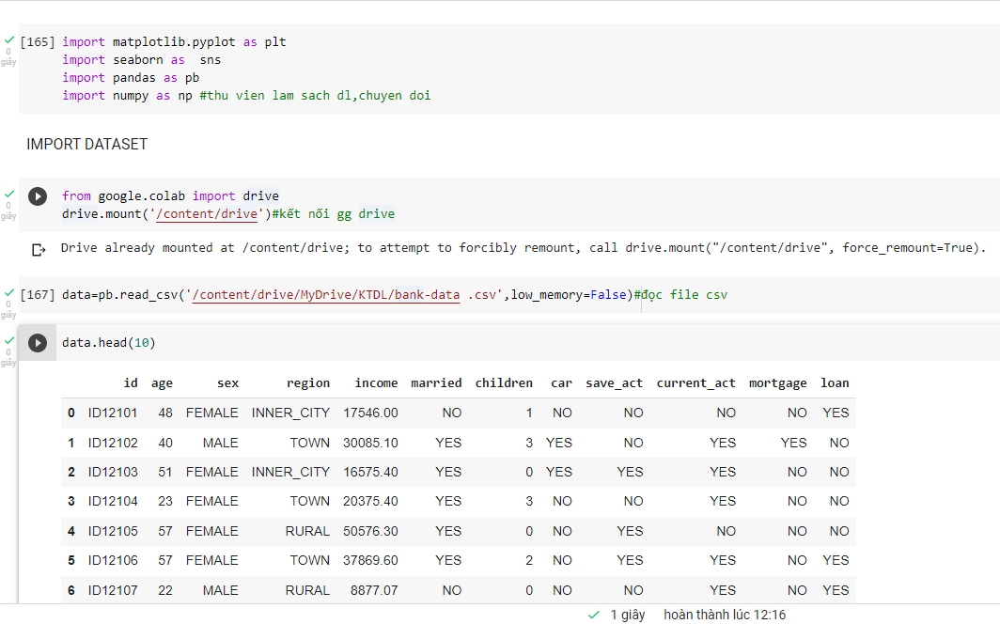 [165] import matplotlib.pyplot as plt
import seaborn as  sns
import pandas as pb
import numpy as np #thu vien lam sach dl,chuyen doi
0
giây
IMPORT DATASET
from google.colab import drive
drive.mount('/content/drive')#kết nối gg drive
0
giây
Drive already mounted at /content/drive; to attempt to forcibly remount, call drive.mount("/content/drive", force_remount=True).
[167] data=pb.read_csv('/content/drive/MyDrive/KTDL/bank-data .csv',low_memory=False)#đọc file csv
0
giây
data.head(10)
0
giây
id age sex region income married children car save_act current_act mortgage loan
0 ID12101 48 FEMALE INNER_CITY 17546.00 NO 1 NO NO NO NO YES
1 ID12102 40 MALE TOWN 30085.10 YES 3 YES NO YES YES NO
2 ID12103 51 FEMALE INNER_CITY 16575.40 YES 0 YES YES YES NO NO
3 ID12104 23 FEMALE TOWN 20375.40 YES 3 NO NO YES NO NO
4 ID12105 57 FEMALE RURAL 50576.30 YES 0 NO YES NO NO NO
5 ID12106 57 FEMALE TOWN 37869.60 YES 2 NO YES YES NO YES
6 ID12107 22 MALE RURAL 8877.07 NO 0 NO NO YES NO YES
1 giây hoàn thành lúc 12:16